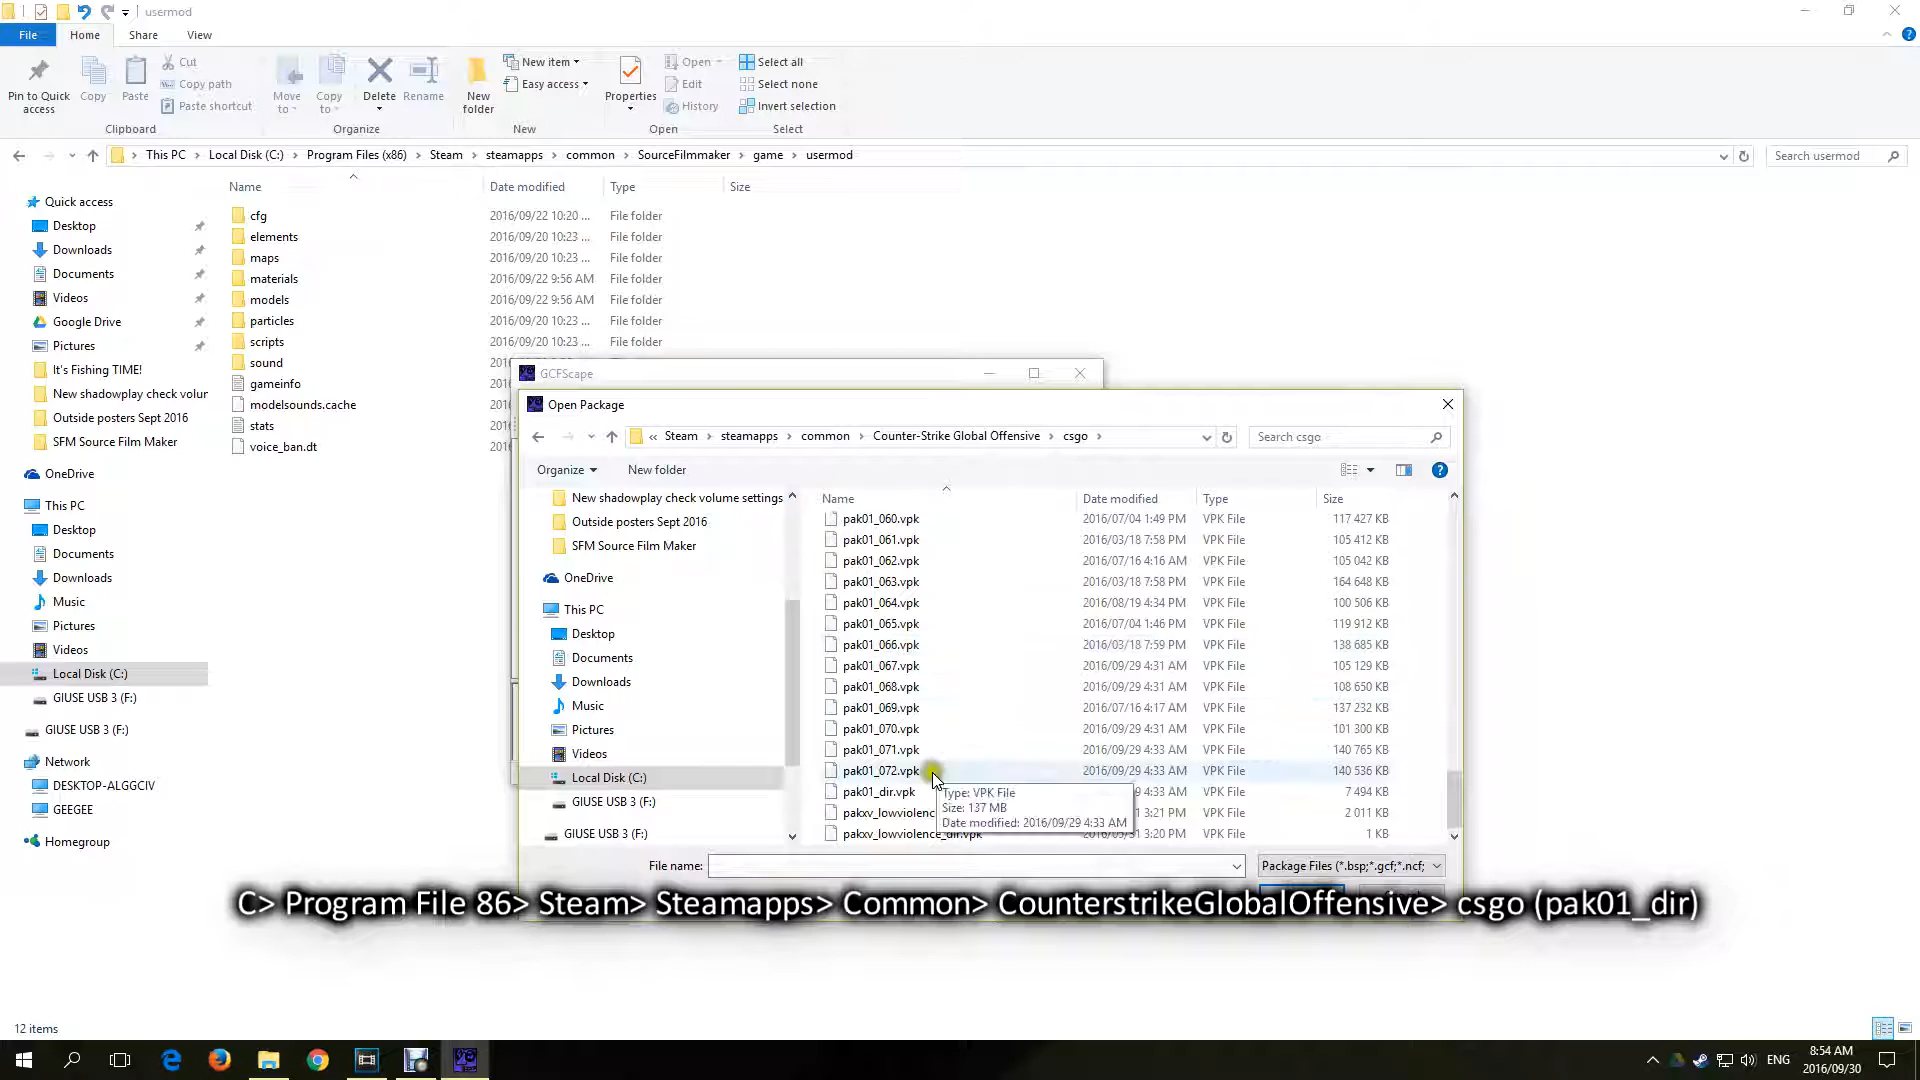 usermod
File
Home
Share
View
Pin to Quick access
Copy
Paste
Cut
Copy path
Paste shortcut
Clipboard
Move to
Copy to
Delete
Rename
Organize
New folder
New item
Easy access
New
Properties
Open
Edit
History
Open
Select all
Select none
Invert selection
Select
This PC
Local Disk (C:)
Program Files (x86)
Steam
steamapps
common
SourceFilmmaker
game
usermod
Search usermod
Name Date modified Type Size
cfg 2016/09/22 10:20 ... File folder
elements 2016/09/20 10:23 ... File folder
maps 2016/09/20 10:23 ... File folder
materials 2016/09/22 9:56 AM File folder
models 2016/09/22 9:56 AM File folder
particles 2016/09/20 10:23 ... File folder
scripts 2016/09/20 10:23 ... File folder
sound
gameinfo
modelsounds.cache
stats
voice_ban.dt
Quick access
Desktop
Downloads
Documents
Videos
Google Drive
Pictures
It's Fishing TIME!
New shadowplay check volur
Outside posters Sept 2016
SFM Source Film Maker
OneDrive
This PC
Desktop
Documents
Downloads
Music
Pictures
Videos
Local Disk (C:)
GIUSE USB 3 (F:)
GIUSE USB 3 (F:)
Network
DESKTOP-ALGGCIV
GEEGEE
Homegroup
GCFScape
Open Package
« Steam
steamapps
common
Counter-Strike Global Offensive
csgo
Search csgo
Organize
New folder
New shadowplay check volume settings
Outside posters Sept 2016
SFM Source Film Maker
OneDrive
This PC
Desktop
Documents
Downloads
Music
Pictures
Videos
Local Disk (C:)
GIUSE USB 3 (F:)
GIUSE USB 3 (F:)
Name Date modified Type Size
pak01_060.vpk 2016/07/04 1:49 PM VPK File 117 427 KB
pak01_061.vpk 2016/03/18 7:58 PM VPK File 105 412 KB
pak01_062.vpk 2016/07/16 4:16 AM VPK File 105 042 KB
pak01_063.vpk 2016/03/18 7:58 PM VPK File 164 648 KB
pak01_064.vpk 2016/08/19 4:34 PM VPK File 100 506 KB
pak01_065.vpk 2016/07/04 1:46 PM VPK File 119 912 KB
pak01_066.vpk 2016/03/18 7:59 PM VPK File 138 685 KB
pak01_067.vpk 2016/09/29 4:31 AM VPK File 105 129 KB
pak01_068.vpk 2016/09/29 4:31 AM VPK File 108 650 KB
pak01_069.vpk 2016/07/16 4:17 AM VPK File 137 232 KB
pak01_070.vpk 2016/09/29 4:31 AM VPK File 101 300 KB
pak01_071.vpk 2016/09/29 4:33 AM VPK File 140 765 KB
pak01_072.vpk 2016/09/29 4:33 AM VPK File 140 536 KB
pak01_dir.vpk 4:33 AM VPK File 7 494 KB
pakxv_lowviolence 3:21 PM VPK File 2 011 KB
pakxv_lowviolence_dir.vpk 3:20 PM VPK File 1 KB
Type: VPK File
Size: 137 MB
Date modified: 2016/09/29 4:33 AM
File name:
Package Files (*.bsp;*.gcf;*.ncf;
C> Program File 86> Steam> Steamapps> Common> CounterstrikeGlobalOffensive> csgo (pak01_dir)
12 items
ENG
8:54 AM
2016/09/30